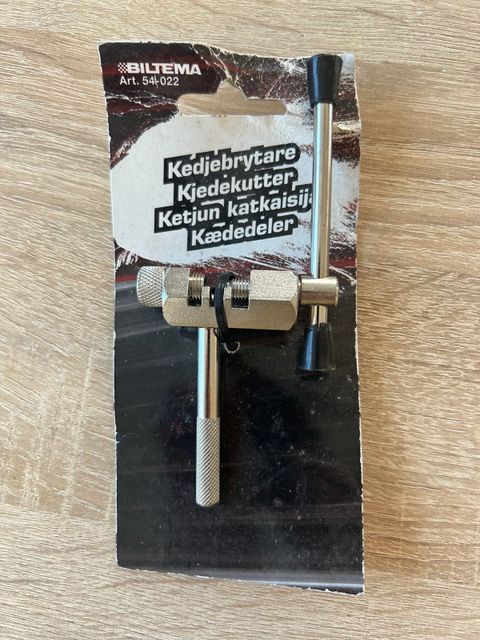 BILTEMA
Art. 54-022
Kedjebrytare
Kjedekutter
Ketjun katkaisija
Kædedeler